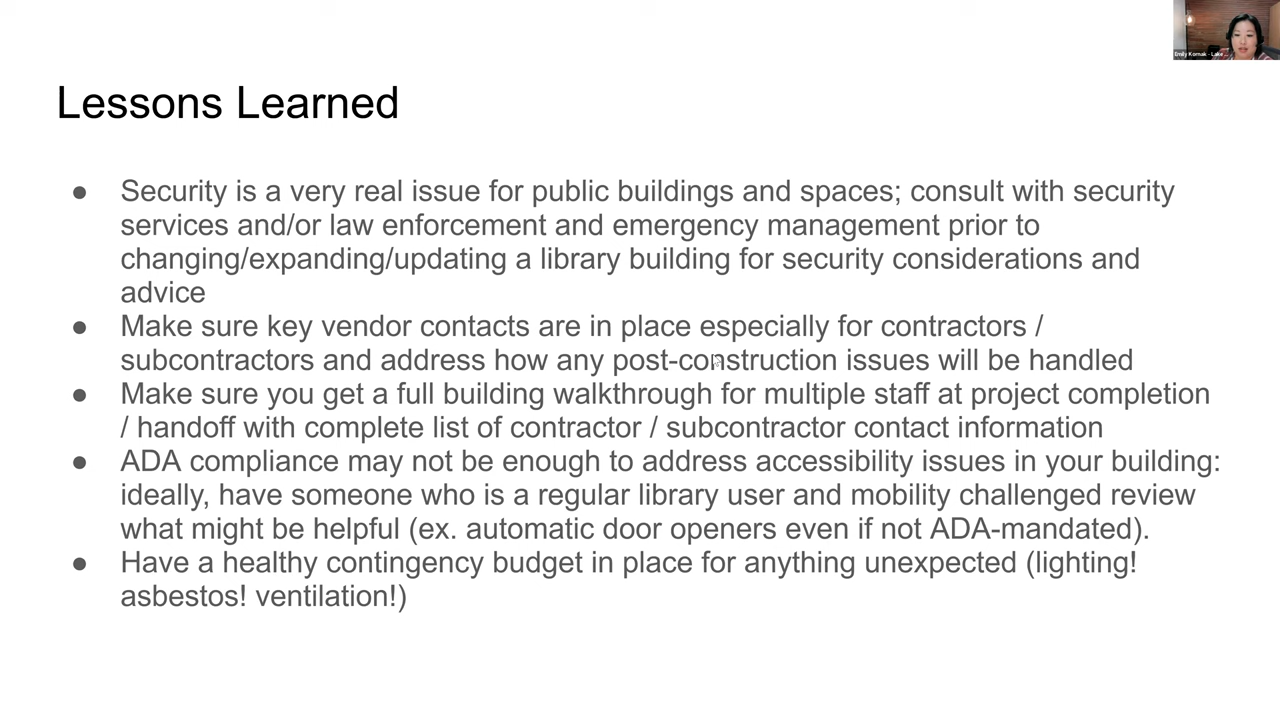 Emily Kornak - Lake ...
Lessons Learned
● Security is a very real issue for public buildings and spaces; consult with security
services and/or law enforcement and emergency management prior to
changing/expanding/updating a library building for security considerations and
advice
● Make sure key vendor contacts are in place especially for contractors /
subcontractors and address how any post-construction issues will be handled
● Make sure you get a full building walkthrough for multiple staff at project completion
/ handoff with complete list of contractor / subcontractor contact information
● ADA compliance may not be enough to address accessibility issues in your building:
ideally, have someone who is a regular library user and mobility challenged review
what might be helpful (ex. automatic door openers even if not ADA-mandated).
● Have a healthy contingency budget in place for anything unexpected (lighting!
asbestos! ventilation!)